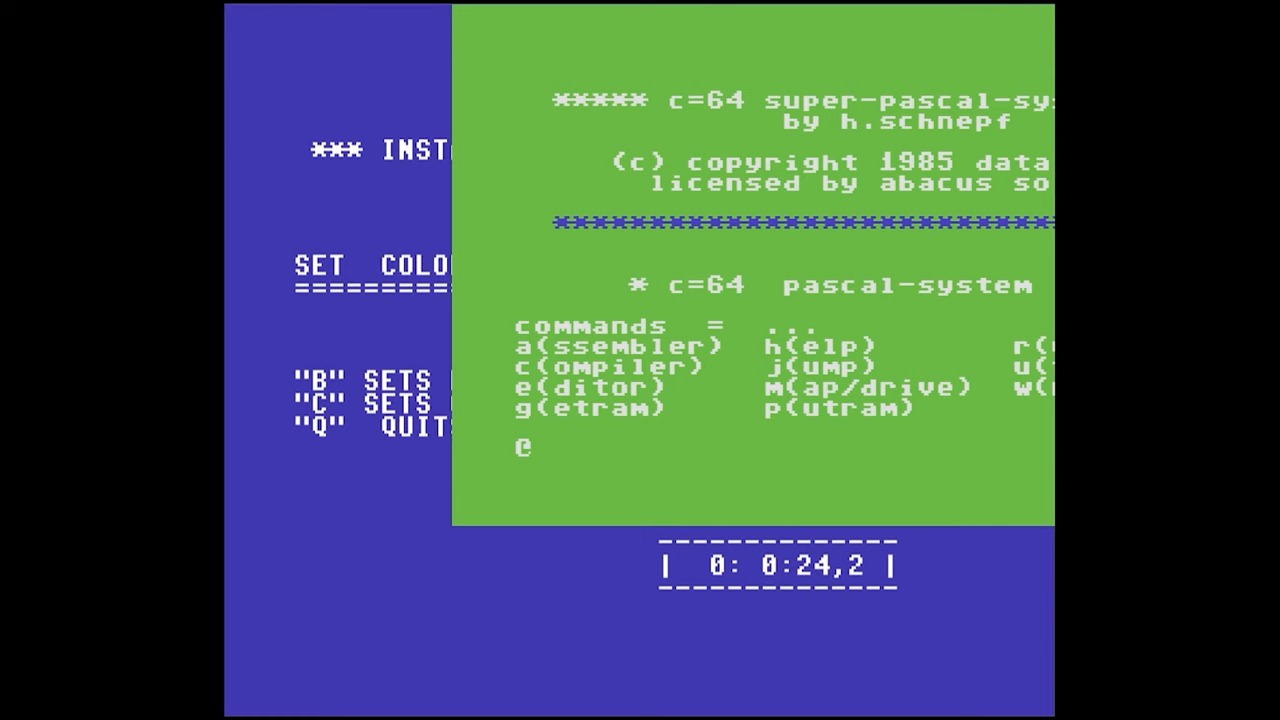 ***** c=64 super-pascal-sy
by h.schnepf
(c) copyright 1985 data
licensed by abacus so
**************************
* c=64 pascal-system
commands = ...
a(ssembler) h(elp) r(
c(ompiler) j(ump) u(
e(ditor) m(ap/drive) w(
g(etram) p(utram)
@
*** INST
SET COLO
=========
"B" SETS
"C" SETS
"Q" QUIT
--------------
| 0: 0:24,2 |
--------------